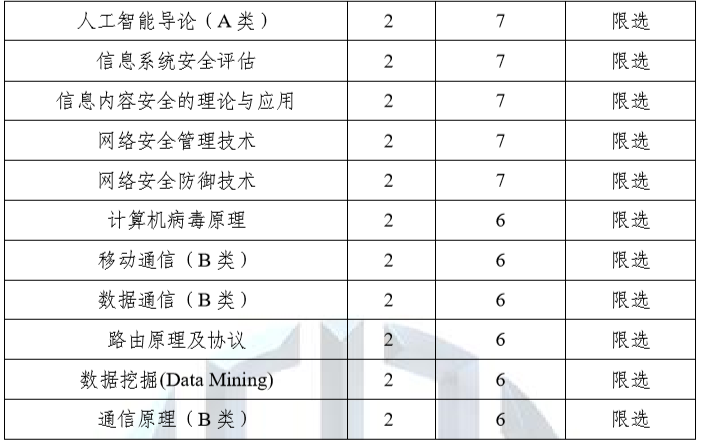 人工智能导论（A 类） 2 7 限选
信息系统安全评估 2 7 限选
信息内容安全的理论与应用 2 7 限选
网络安全管理技术 2 7 限选
网络安全防御技术 2 7 限选
计算机病毒原理 2 6 限选
移动通信（B 类） 2 6 限选
数据通信（B 类） 2 6 限选
路由原理及协议 2 6 限选
数据挖掘(Data Mining) 2 6 限选
通信原理（B 类） 2 6 限选